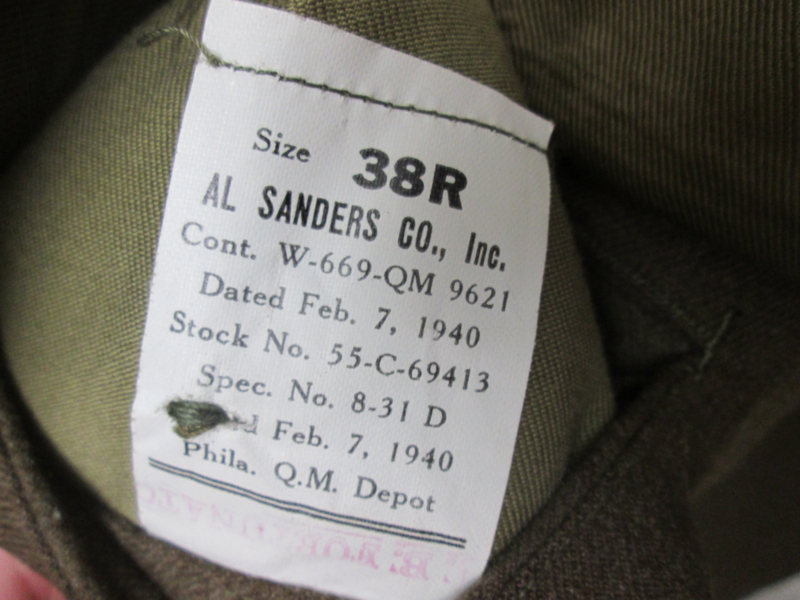 Size 38R
AL SANDERS CO., Inc.
Cont. W-669-QM 9621
Dated Feb. 7, 1940
Stock No. 55-C-69413
Spec. No. 8-31 D
Feb. 7, 1940
Phila. Q.M. Depot